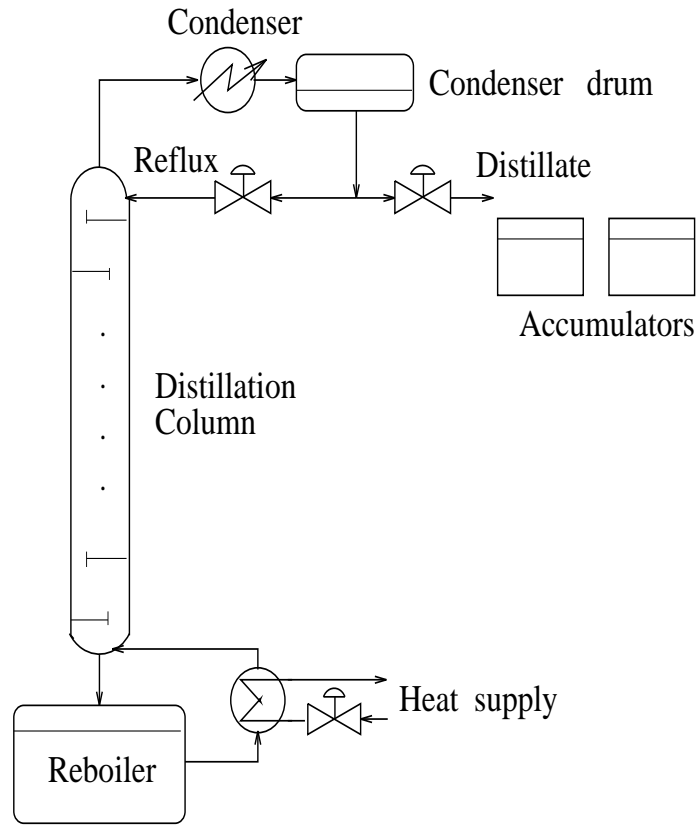 Condenser
Condenser drum
Reflux
Distillate
Accumulators
Distillation
Column
Heat supply
Reboiler